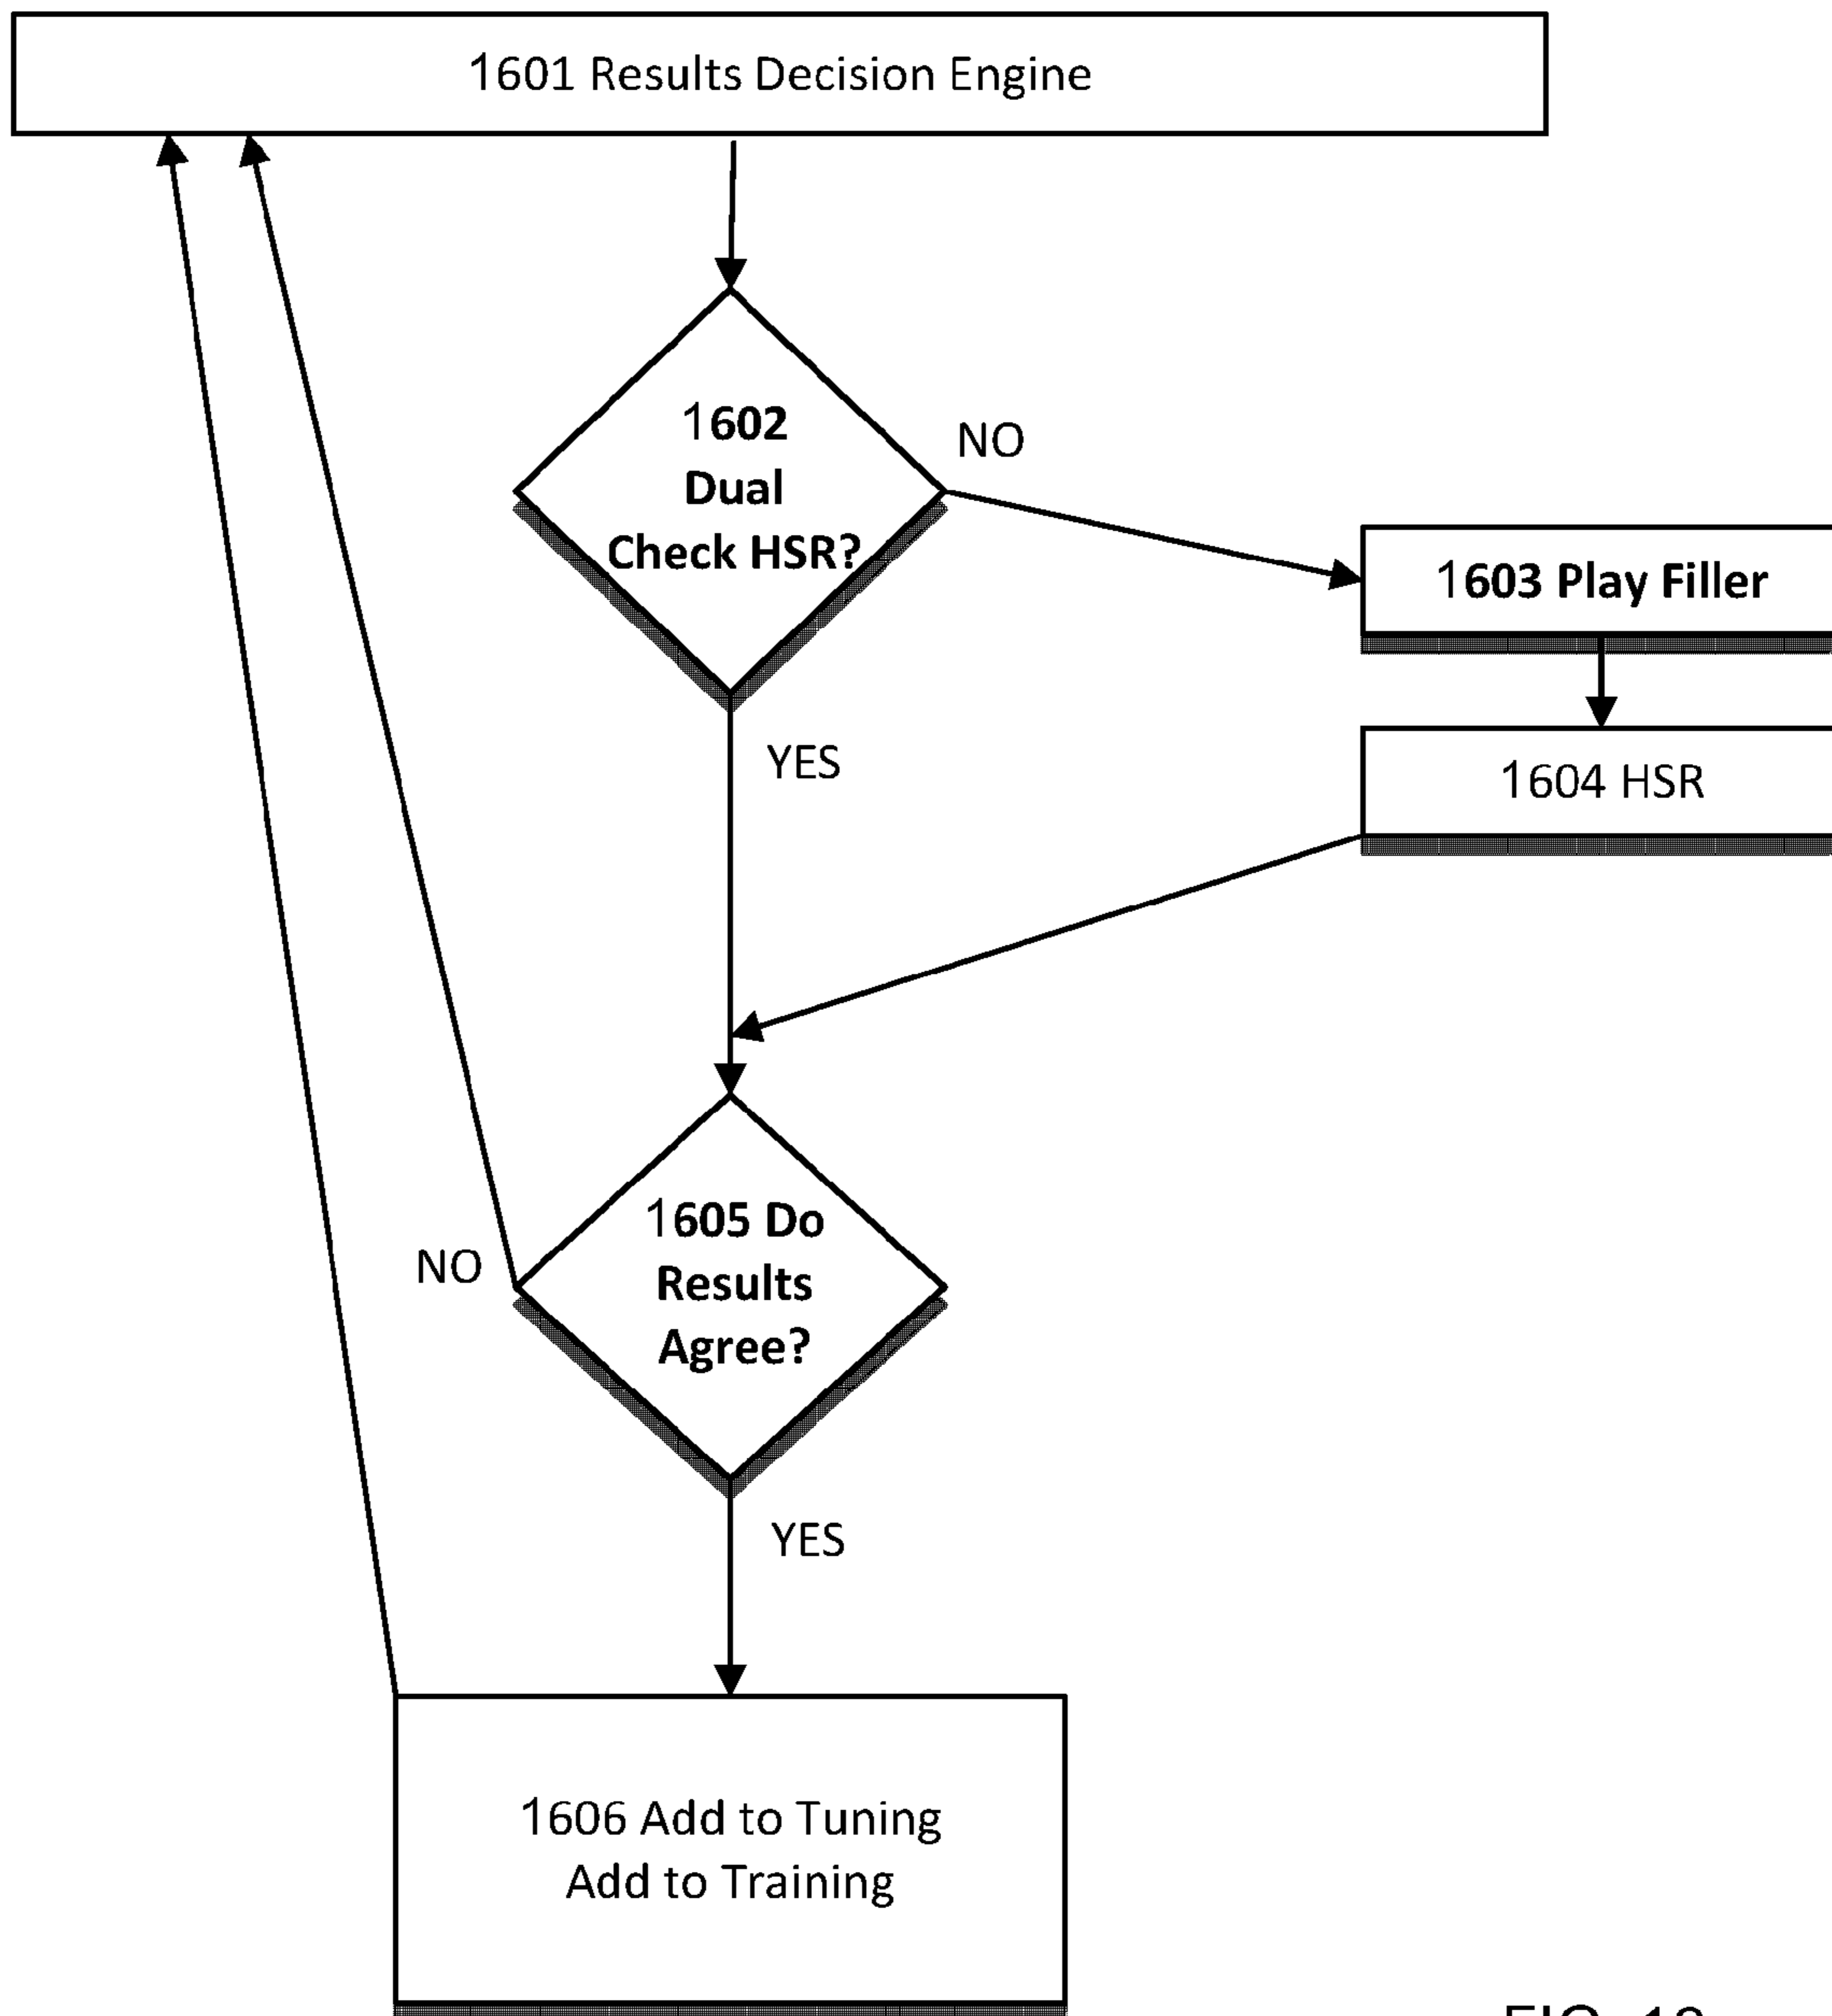 1601 Results Decision Engine
1602
Dual
Check HSR?
NO
1603 Play Filler
YES
1604 HSR
1605 Do
Results
Agree?
NO
YES
1606 Add to Tuning
Add to Training